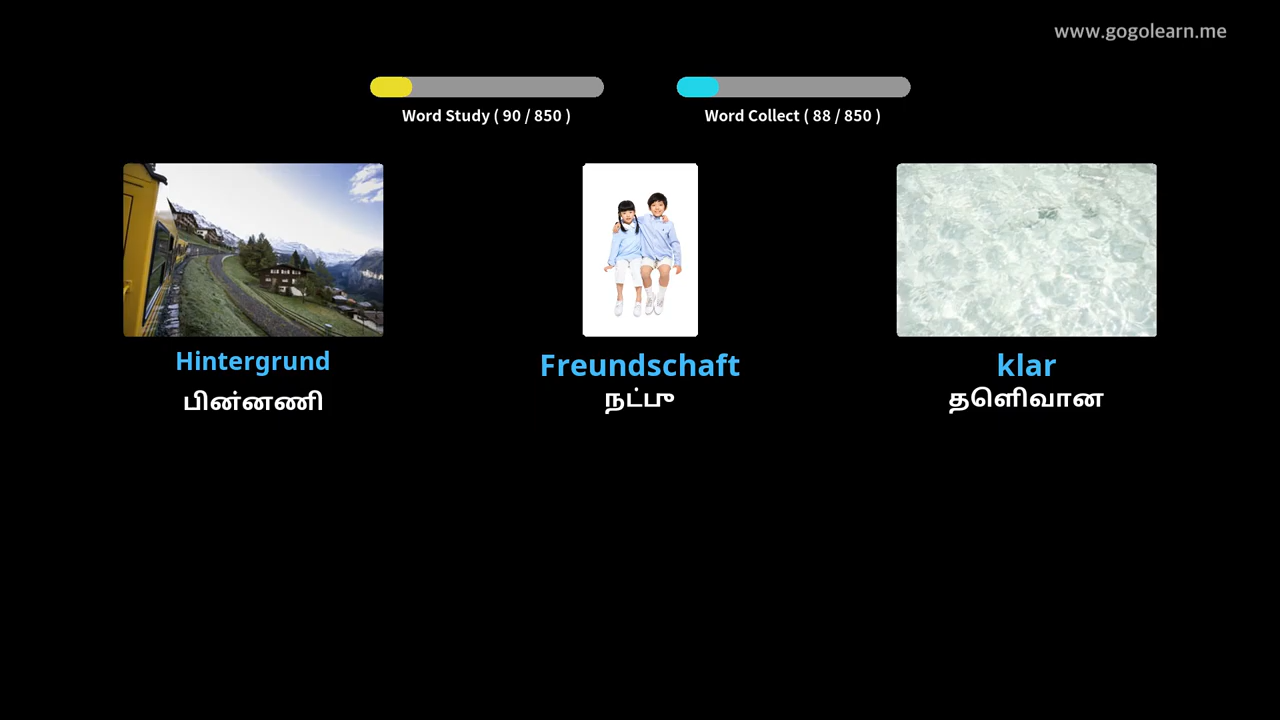 www.gogolearn.me
Word Study ( 90 / 850 )
Word Collect ( 88 / 850 )
Hintergrund
பின்னணி
Freundschaft
நட்பு
klar
தெளிவான